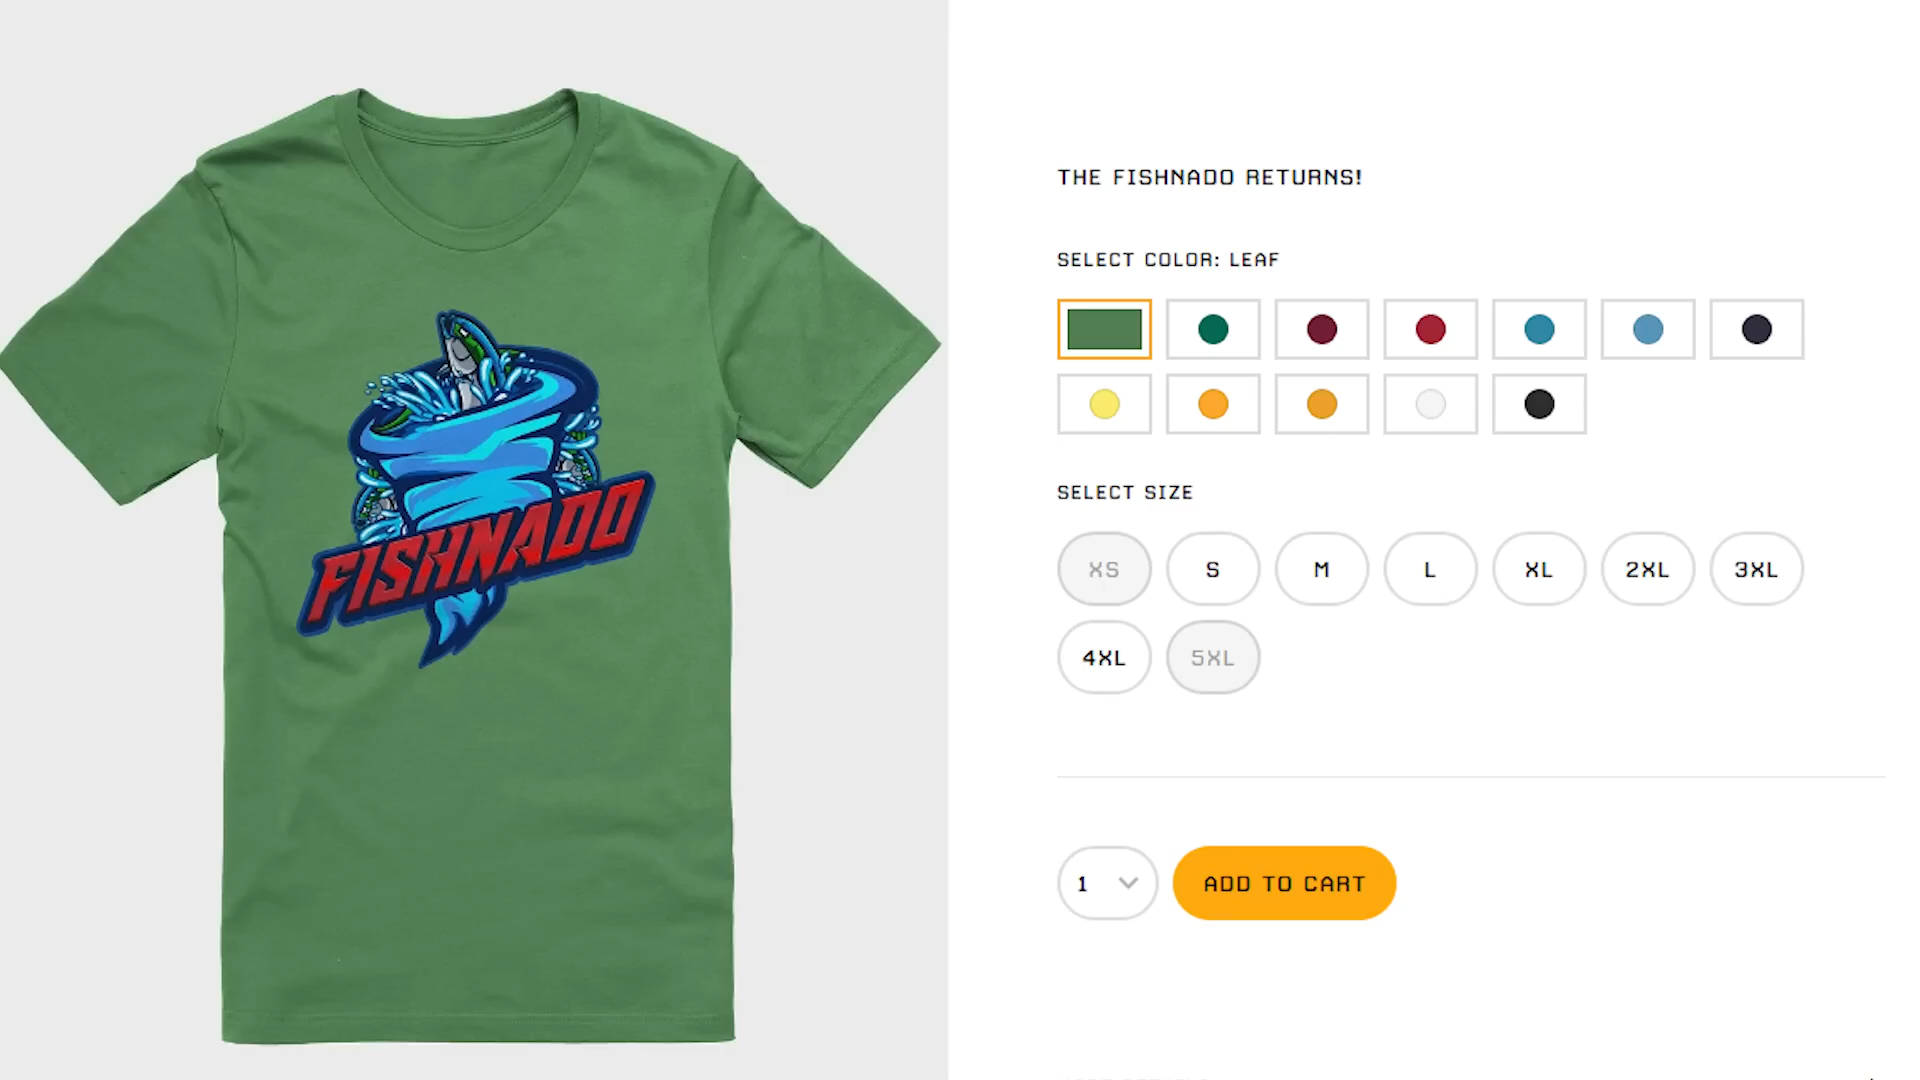 FISHNADO
THE FISHNADO RETURNS!
SELECT COLOR: LEAF
SELECT SIZE
XS S M L XL 2XL 3XL
4XL 5XL
1 ADD TO CART